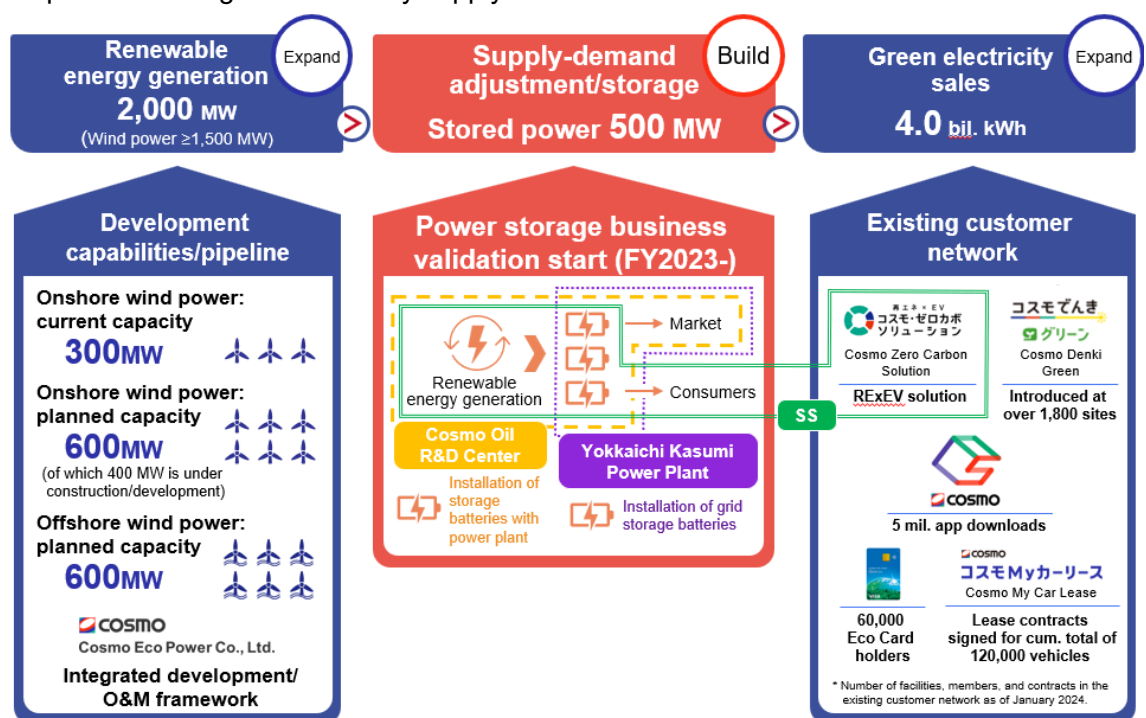 Renewable
energy generation
2,000 MW
(Wind power ≥1,500 MW)
Expand
Supply-demand
adjustment/storage
Stored power 500 MW
Build
Green electricity
sales
4.0 bil. kWh
Expand
Development
capabilities/pipeline
Onshore wind power:
current capacity
300MW
Onshore wind power:
planned capacity
600MW
(of which 400 MW is under
construction/development)
Offshore wind power:
planned capacity
600MW
COSMO
Cosmo Eco Power Co., Ltd.
Integrated development/
O&M framework
Power storage business
validation start (FY2023-)
Renewable
energy generation
Market
Consumers
Cosmo Oil
R&D Center
Installation of
storage
batteries with
power plant
Yokkaichi Kasumi
Power Plant
Installation of grid
storage batteries
SS
Existing customer
network
再エネ×EV
コスモ・ゼロカボ
ソリューション
Cosmo Zero Carbon
Solution
RExEV solution
コスモでんき
グリーン
Cosmo Denki
Green
Introduced at
over 1,800 sites
COSMO
5 mil. app downloads
VISA
60,000
Eco Card
holders
COSMO
コスモMyカーリース
Cosmo My Car Lease
Lease contracts
signed for cum. total of
120,000 vehicles
* Number of facilities, members, and contracts in the
existing customer network as of January 2024.